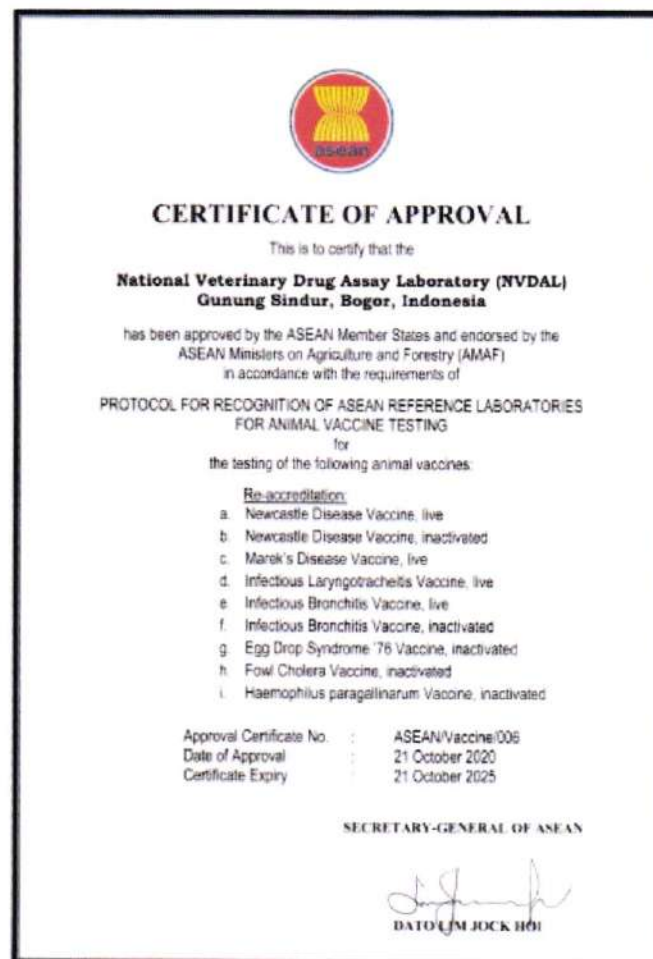 asean
CERTIFICATE OF APPROVAL
This is to certify that the
National Veterinary Drug Assay Laboratory (NVDAL)
Gunung Sindur, Bogor, Indonesia
has been approved by the ASEAN Member States and endorsed by the
ASEAN Ministers on Agriculture and Forestry (AMAF)
in accordance with the requirements of
PROTOCOL FOR RECOGNITION OF ASEAN REFERENCE LABORATORIES
FOR ANIMAL VACCINE TESTING
for
the testing of the following animal vaccines:
Re-accreditation:
a. Newcastle Disease Vaccine, live
b. Newcastle Disease Vaccine, inactivated
c. Marek's Disease Vaccine, live
d. Infectious Laryngotracheitis Vaccine, live
e. Infectious Bronchitis Vaccine, live
f. Infectious Bronchitis Vaccine, inactivated
g. Egg Drop Syndrome '76 Vaccine, inactivated
h. Fowl Cholera Vaccine, inactivated
i. Haemophilus paragallinarum Vaccine, inactivated
Approval Certificate No. : ASEAN/Vaccine/006
Date of Approval : 21 October 2020
Certificate Expiry : 21 October 2025
SECRETARY-GENERAL OF ASEAN
DATO LIM JOCK HOI